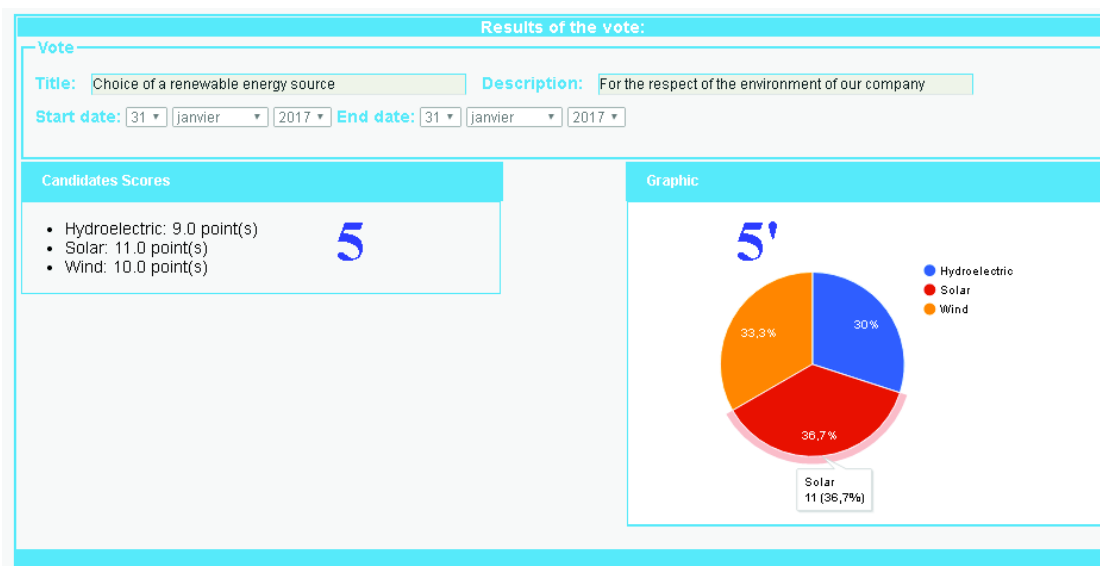 Results of the vote:
Vote
Title: Choice of a renewable energy source Description: For the respect of the environment of our company
Start date: 31 janvier 2017 End date: 31 janvier 2017
Candidates Scores
• Hydroelectric: 9.0 point(s)
• Solar: 11.0 point(s)
• Wind: 10.0 point(s)
5
Graphic
5'
Hydroelectric
Solar
Wind
33,3%
30%
36,7%
Solar
11 (36,7%)